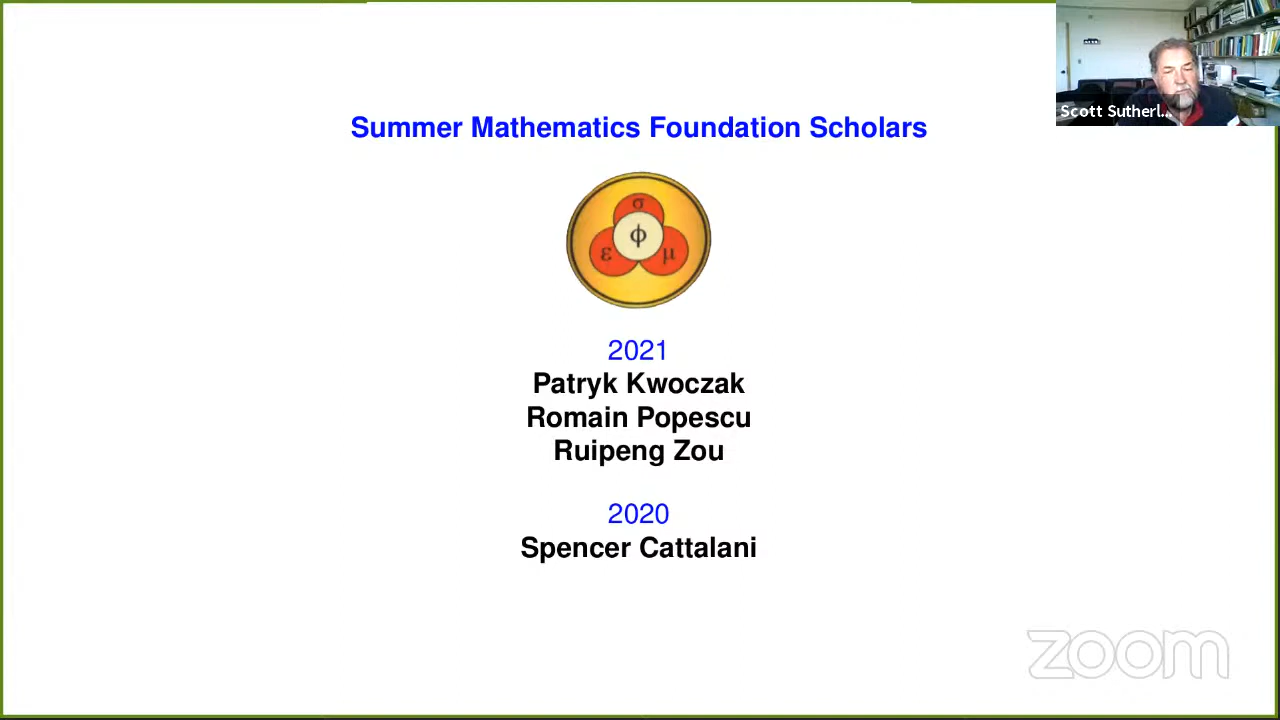 Summer Mathematics Foundation Scholars
Scott Sutherl...
σ
ϕ
ε
μ
2021
Patryk Kwoczak
Romain Popescu
Ruipeng Zou
2020
Spencer Cattalani
zoom